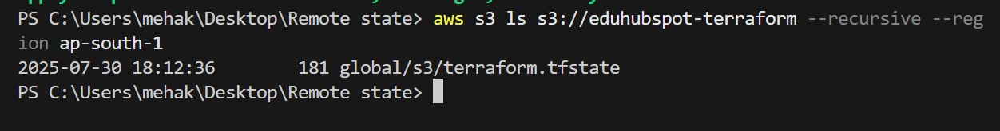 PS C:\Users\mehak\Desktop\Remote state> aws s3 ls s3://eduhubspot-terraform --recursive --reg
ion ap-south-1
2025-07-30 18:12:36        181 global/s3/terraform.tfstate
PS C:\Users\mehak\Desktop\Remote state>